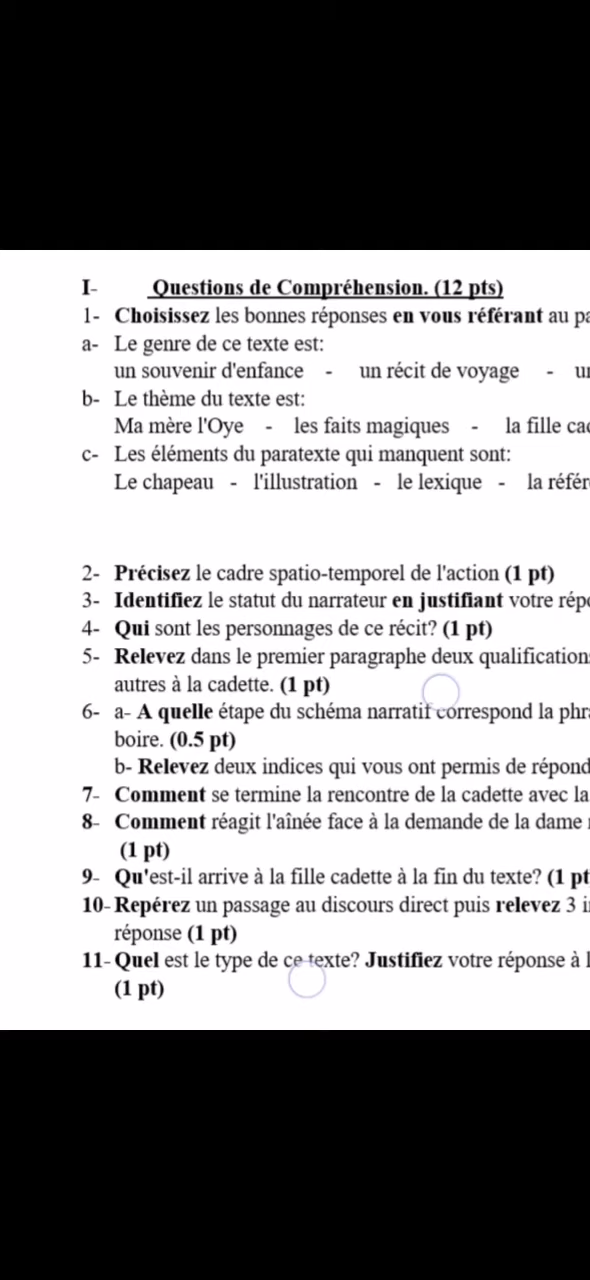 I- Questions de Compréhension. (12 pts)
1- Choisissez les bonnes réponses en vous référant au
a- Le genre de ce texte est:
un souvenir d'enfance - un récit de voyage -
b- Le thème du texte est:
Ma mère l'Oye - les faits magiques - la fille
c- Les éléments du paratexte qui manquent sont:
Le chapeau - l'illustration - le lexique - la
2- Précisez le cadre spatio-temporel de l'action (1 pt)
3- Identifiez le statut du narrateur en justifiant votre
4- Qui sont les personnages de ce récit? (1 pt)
5- Relevez dans le premier paragraphe deux
autres à la cadette. (1 pt)
6- a- A quelle étape du schéma narratif correspond la
boire. (0.5 pt)
b- Relevez deux indices qui vous ont permis de
7- Comment se termine la rencontre de la cadette avec la
8- Comment réagit l'aînée face à la demande de la dame
(1 pt)
9- Qu'est-il arrive à la fille cadette à la fin du texte? (1 pt
10- Repérez un passage au discours direct puis relevez 3
réponse (1 pt)
11- Quel est le type de ce texte? Justifiez votre réponse à
(1 pt)